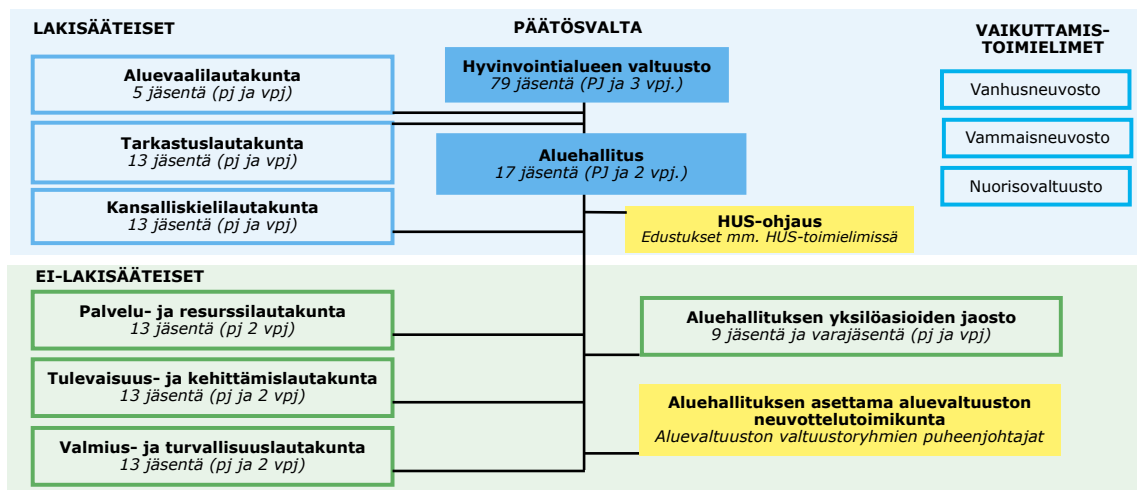 LAKISÄÄTEISET
Aluevaalilautakunta
5 jäsentä (pj ja vpj)
Tarkastuslautakunta
13 jäsentä (pj ja vpj)
Kansalliskielilautakunta
13 jäsentä (pj ja vpj)
PÄÄTÖSVALTA
Hyvinvointialueen valtuusto
79 jäsentä (PJ ja 3 vpj.)
Aluehallitus
17 jäsentä (PJ ja 2 vpj.)
HUS-ohjaus
Edustukset mm. HUS-toimielimissä
VAIKUTTAMIS-
TOIMIELIMET
Vanhusneuvosto
Vammaisneuvosto
Nuorisovaltuusto
EI-LAKISÄÄTEISET
Palvelu- ja resurssilautakunta
13 jäsentä (pj 2 vpj)
Tulevaisuus- ja kehittämislautakunta
13 jäsentä (pj ja 2 vpj)
Valmius- ja turvallisuuslautakunta
13 jäsentä (pj ja 2 vpj)
Aluehallituksen yksilöasioiden jaosto
9 jäsentä ja varajäsentä (pj ja vpj)
Aluehallituksen asettama aluevaltuuston
neuvottelutoimikunta
Aluevaltuuston valtuustoryhmien puheenjohtajat